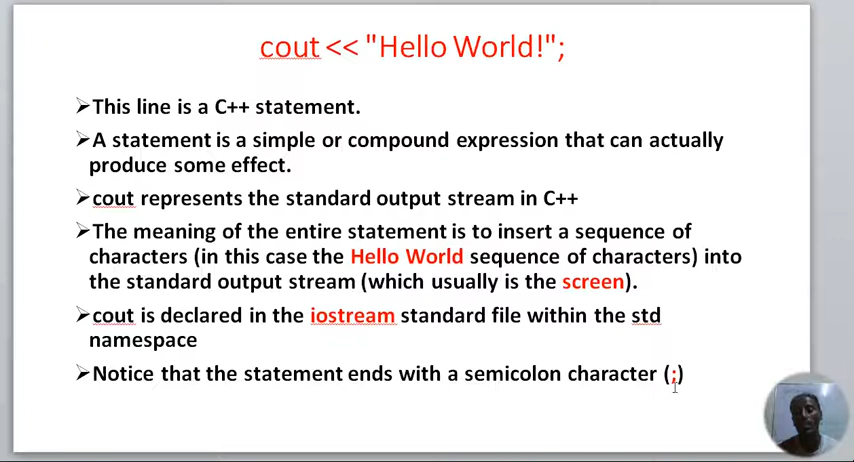 cout << "Hello World!";
➢This line is a C++ statement.
➢A statement is a simple or compound expression that can actually
produce some effect.
➢cout represents the standard output stream in C++
➢The meaning of the entire statement is to insert a sequence of
characters (in this case the Hello World sequence of characters) into
the standard output stream (which usually is the screen).
➢cout is declared in the iostream standard file within the std
namespace
➢Notice that the statement ends with a semicolon character (;)